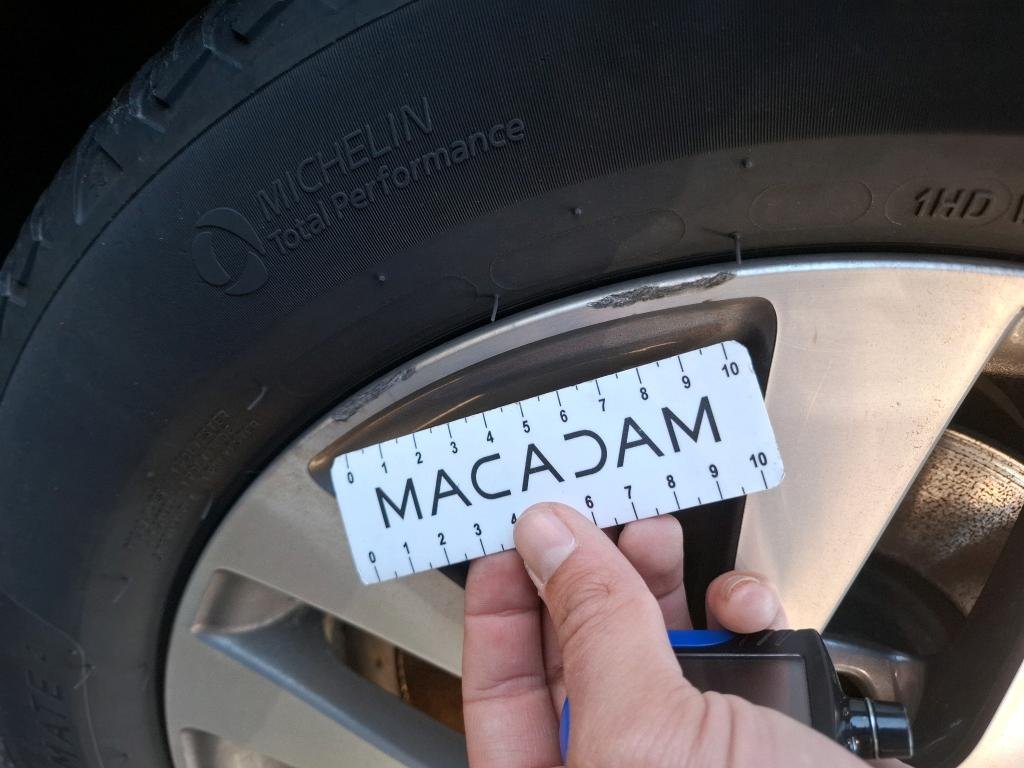 MICHELIN
Total Performance
1HD
0 1 2 3 4 5 6 7 8 9 10
MACADAM
0 1 2 3 4 6 7 8 9 10